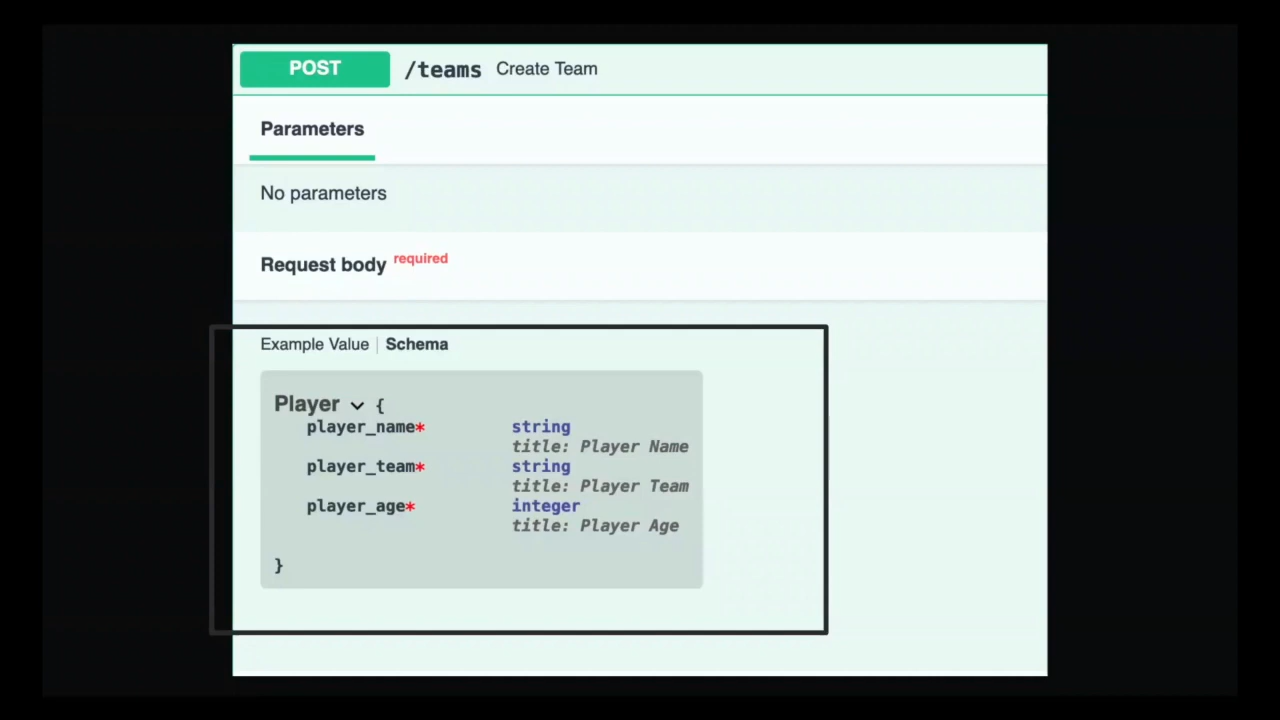 POST /teams Create Team
Parameters
No parameters
Request body required
Example Value | Schema
Player {
player_name* string
title: Player Name
player_team* string
title: Player Team
player_age* integer
title: Player Age
}